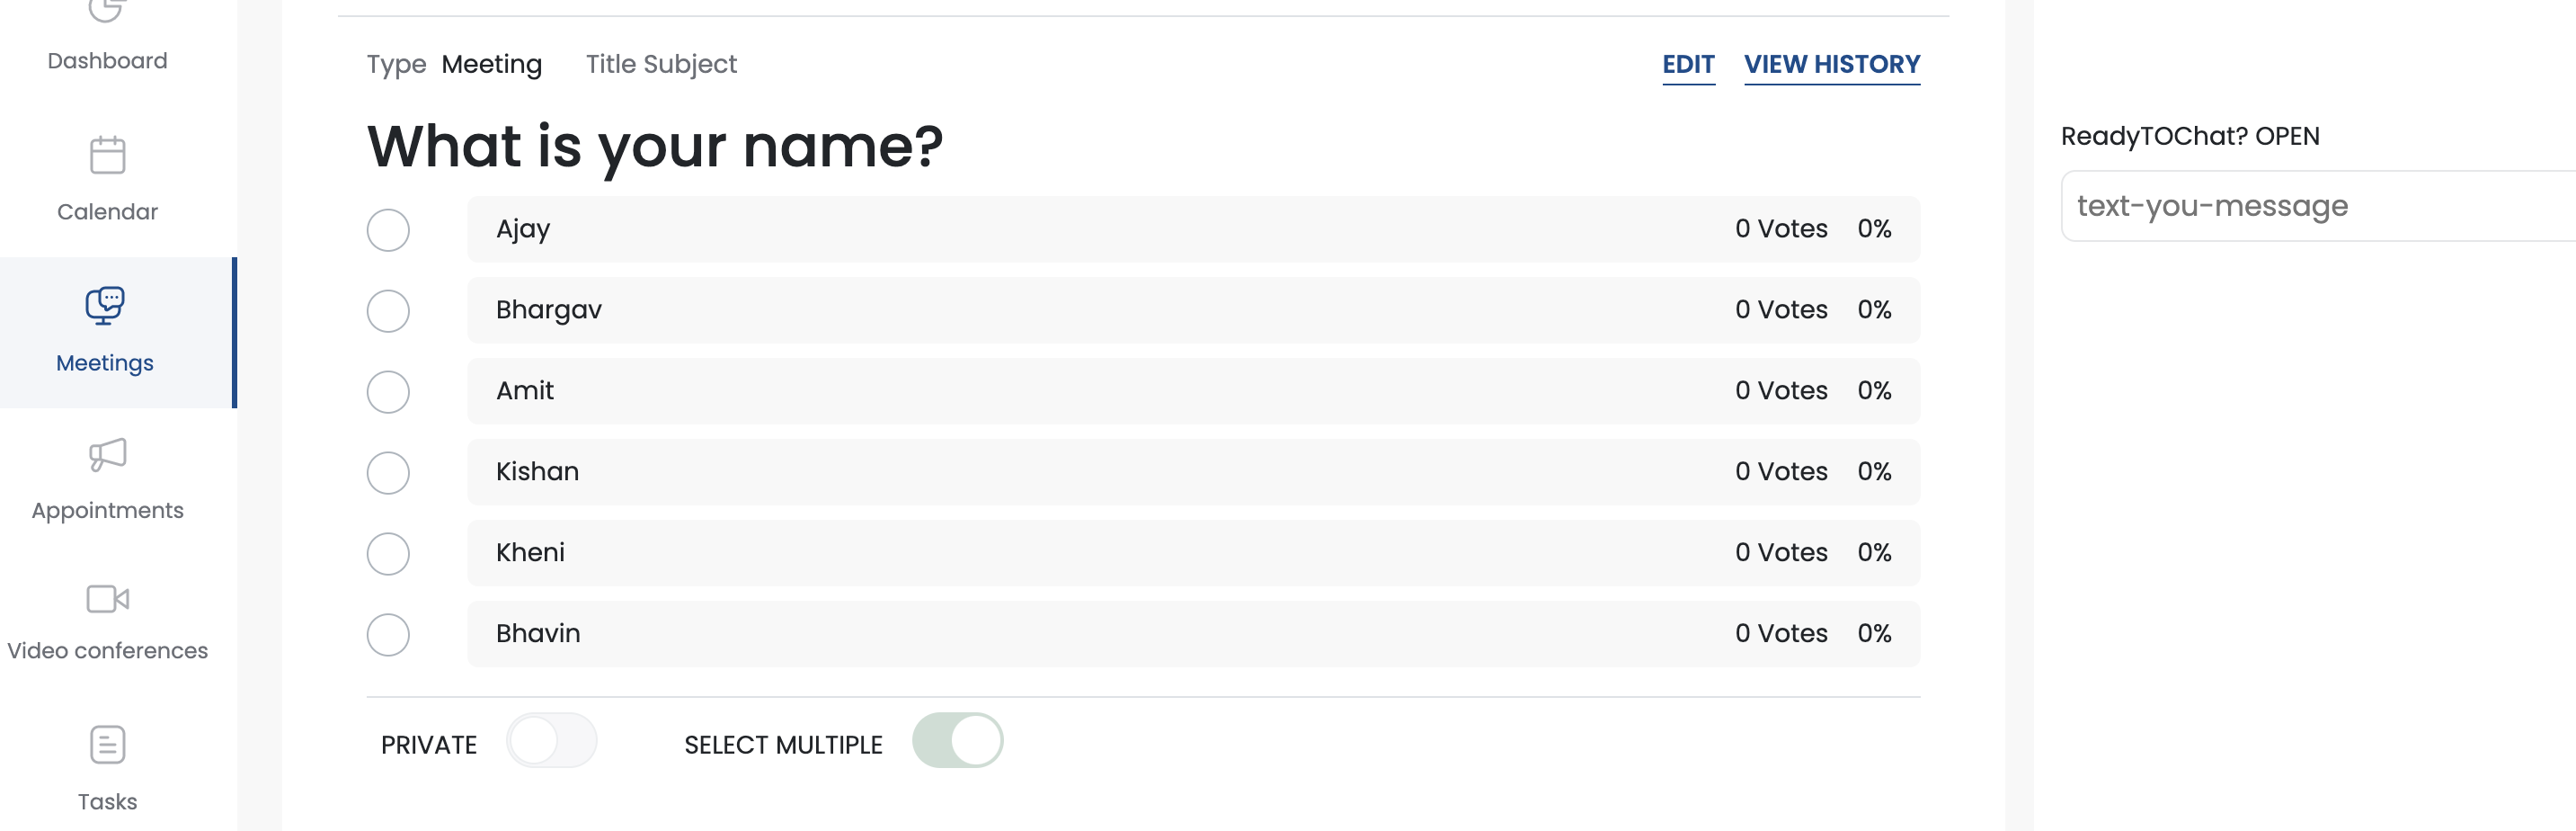 Dashboard
Calendar
Meetings
Appointments
Video conferences
Tasks
Type Meeting Title Subject
EDIT VIEW HISTORY
What is your name?
Ajay 0 Votes 0%
Bhargav 0 Votes 0%
Amit 0 Votes 0%
Kishan 0 Votes 0%
Kheni 0 Votes 0%
Bhavin 0 Votes 0%
PRIVATE SELECT MULTIPLE
ReadyTOChat? OPEN
text-you-message